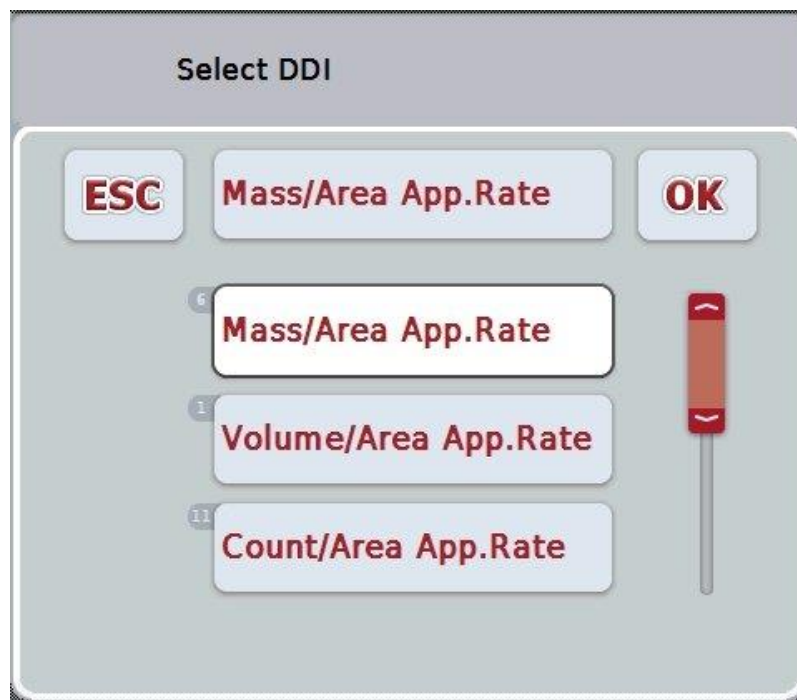 Select DDI
ESC
Mass/Area App.Rate
OK
6
Mass/Area App.Rate
1
Volume/Area App.Rate
11
Count/Area App.Rate